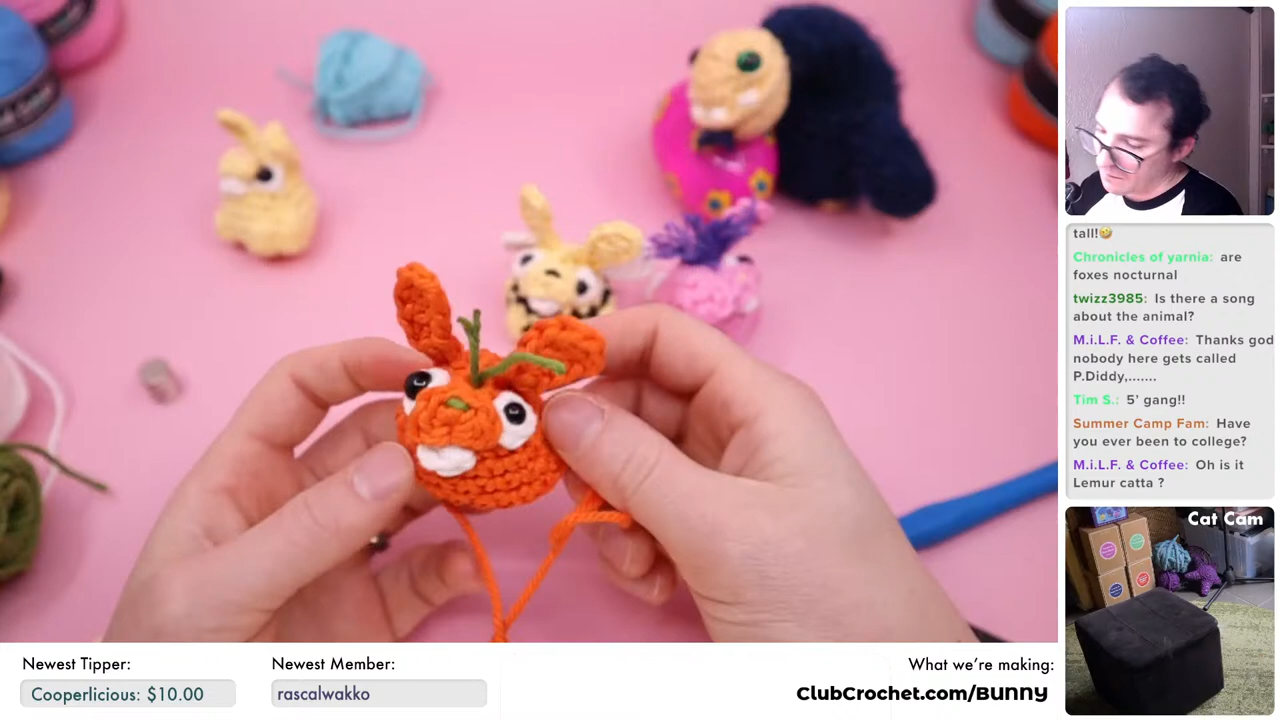 tall!🤣
Chronicles of yarnia: are
foxes nocturnal
twizz3985: Is there a song
about the animal?
M.i.L.F. & Coffee: Thanks god
nobody here gets called
P.Diddy,.......
Tim S.: 5' gang!!
Summer Camp Fam: Have
you ever been to college?
M.i.L.F. & Coffee: Oh is it
Lemur catta ?
Cat Cam
Newest Tipper:
Cooperlicious: $10.00
Newest Member:
rascalwakko
What we're making:
ClubCrochet.com/BUNNY